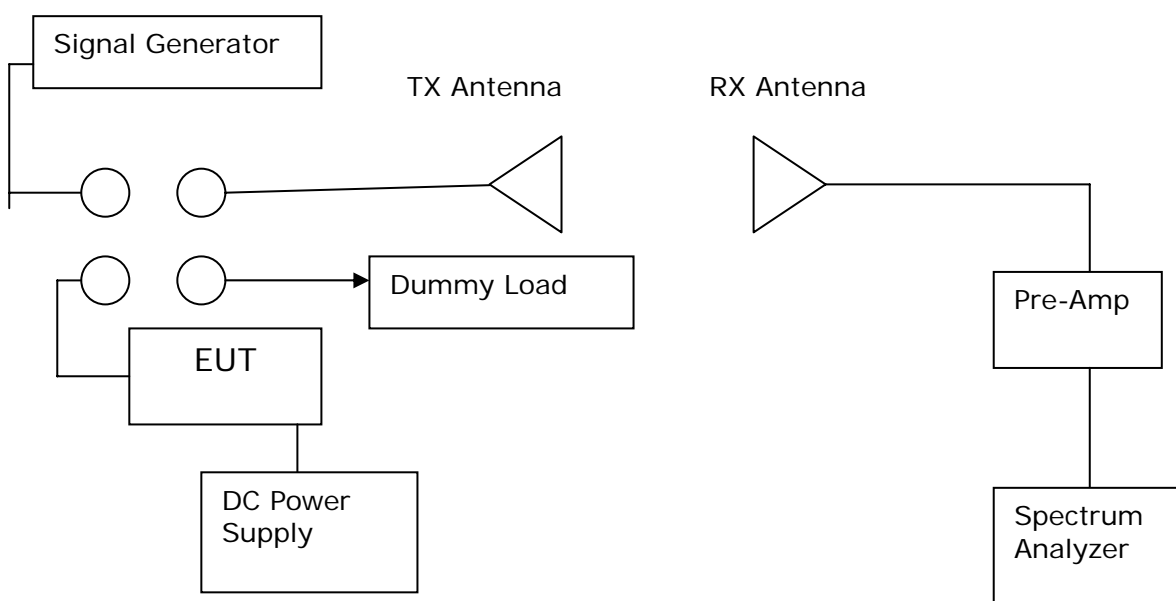 Signal Generator
TX Antenna
RX Antenna
Dummy Load
Pre-Amp
EUT
DC Power
Supply
Spectrum
Analyzer